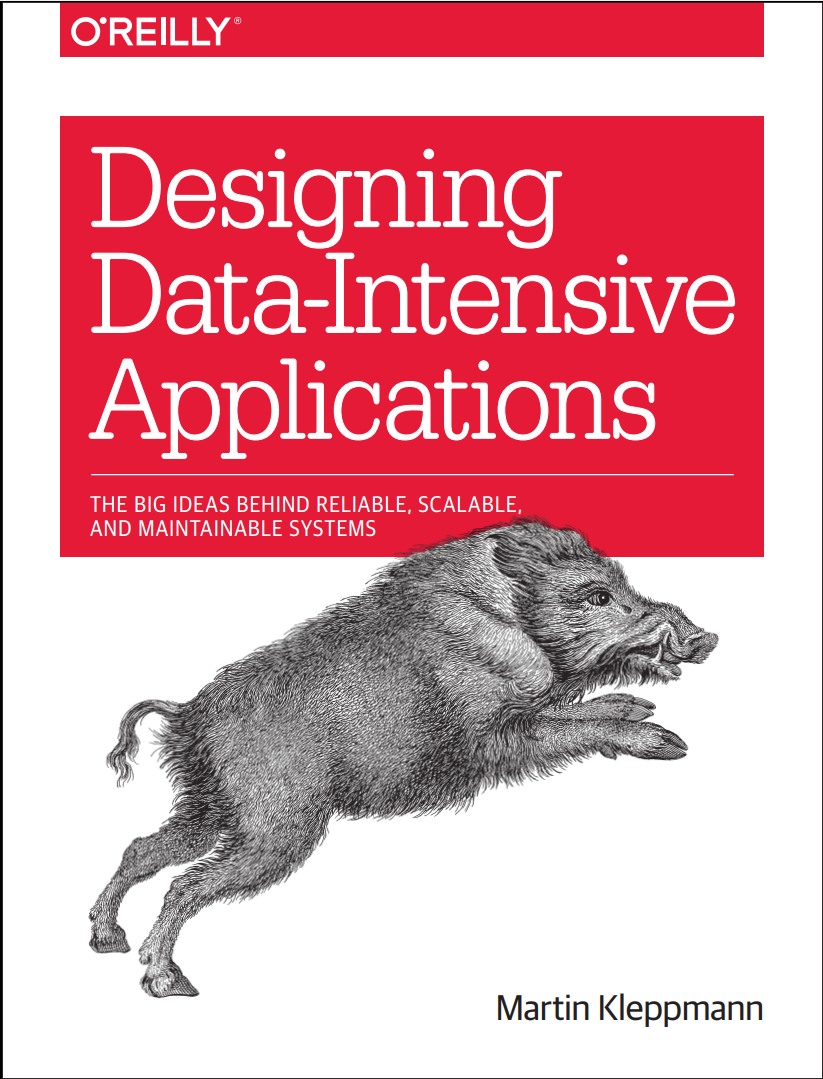 O'REILLY®
Designing
Data-Intensive
Applications
THE BIG IDEAS BEHIND RELIABLE, SCALABLE,
AND MAINTAINABLE SYSTEMS
Martin Kleppmann